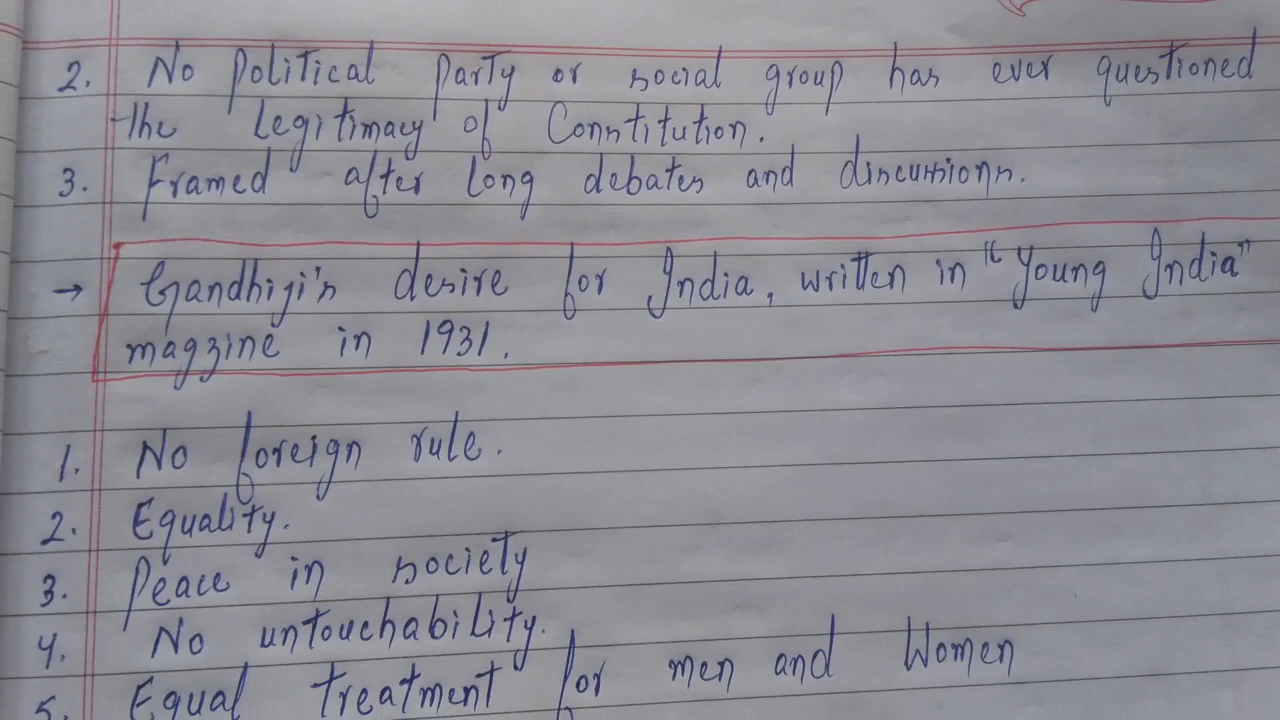 2. No political party or social group has ever questioned
the legitimacy of Constitution.
3. Framed after long debates and discussions.
→ Gandhiji's desire for India, written in "Young India"
magzine in 1931.
1. No foreign rule.
2. Equality.
3. Peace in society
4. No untouchability.
5. Equal treatment for men and Women